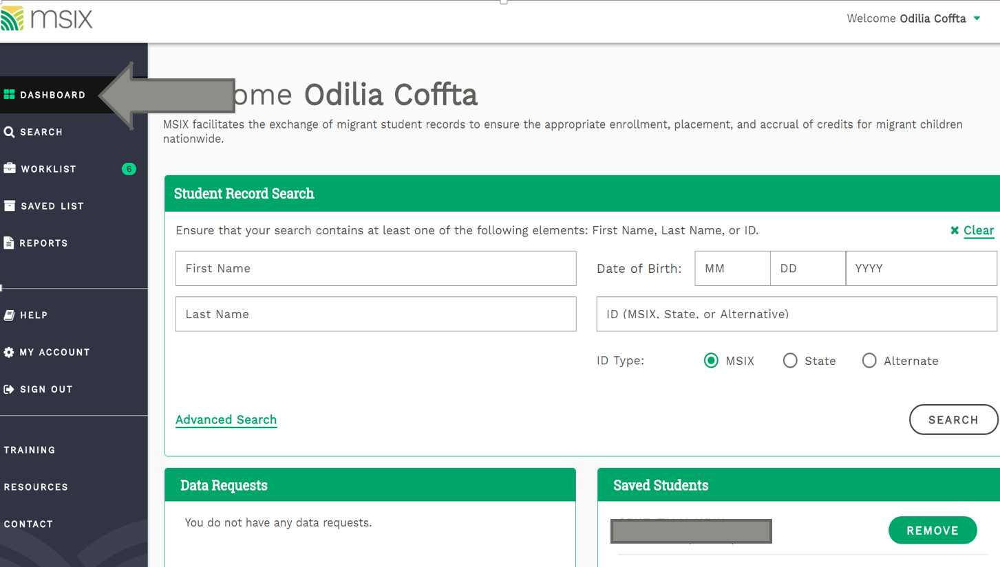 msix
Welcome Odilia Coffta
DASHBOARD
SEARCH
WORKLIST 6
SAVED LIST
REPORTS
HELP
MY ACCOUNT
SIGN OUT
TRAINING
RESOURCES
CONTACT
ome Odilia Coffta
MSIX facilitates the exchange of migrant student records to ensure the appropriate enrollment, placement, and accrual of credits for migrant children
nationwide.
Student Record Search
Ensure that your search contains at least one of the following elements: First Name, Last Name, or ID.
Clear
First Name
Date of Birth: MM DD YYYY
Last Name
ID (MSIX, State, or Alternative)
ID Type: MSIX State Alternate
Advanced Search
SEARCH
Data Requests
You do not have any data requests.
Saved Students
REMOVE